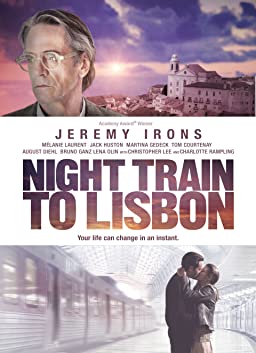 Academy Award® Winner
JEREMY IRONS
MÉLANIE LAURENT JACK HUSTON MARTINA GEDECK TOM COURTENAY
AUGUST DIEHL BRUNO GANZ LENA OLIN WITH CHRISTOPHER LEE AND CHARLOTTE RAMPLING
NIGHT TRAIN
TO LISBON
Your life can change in an instant.